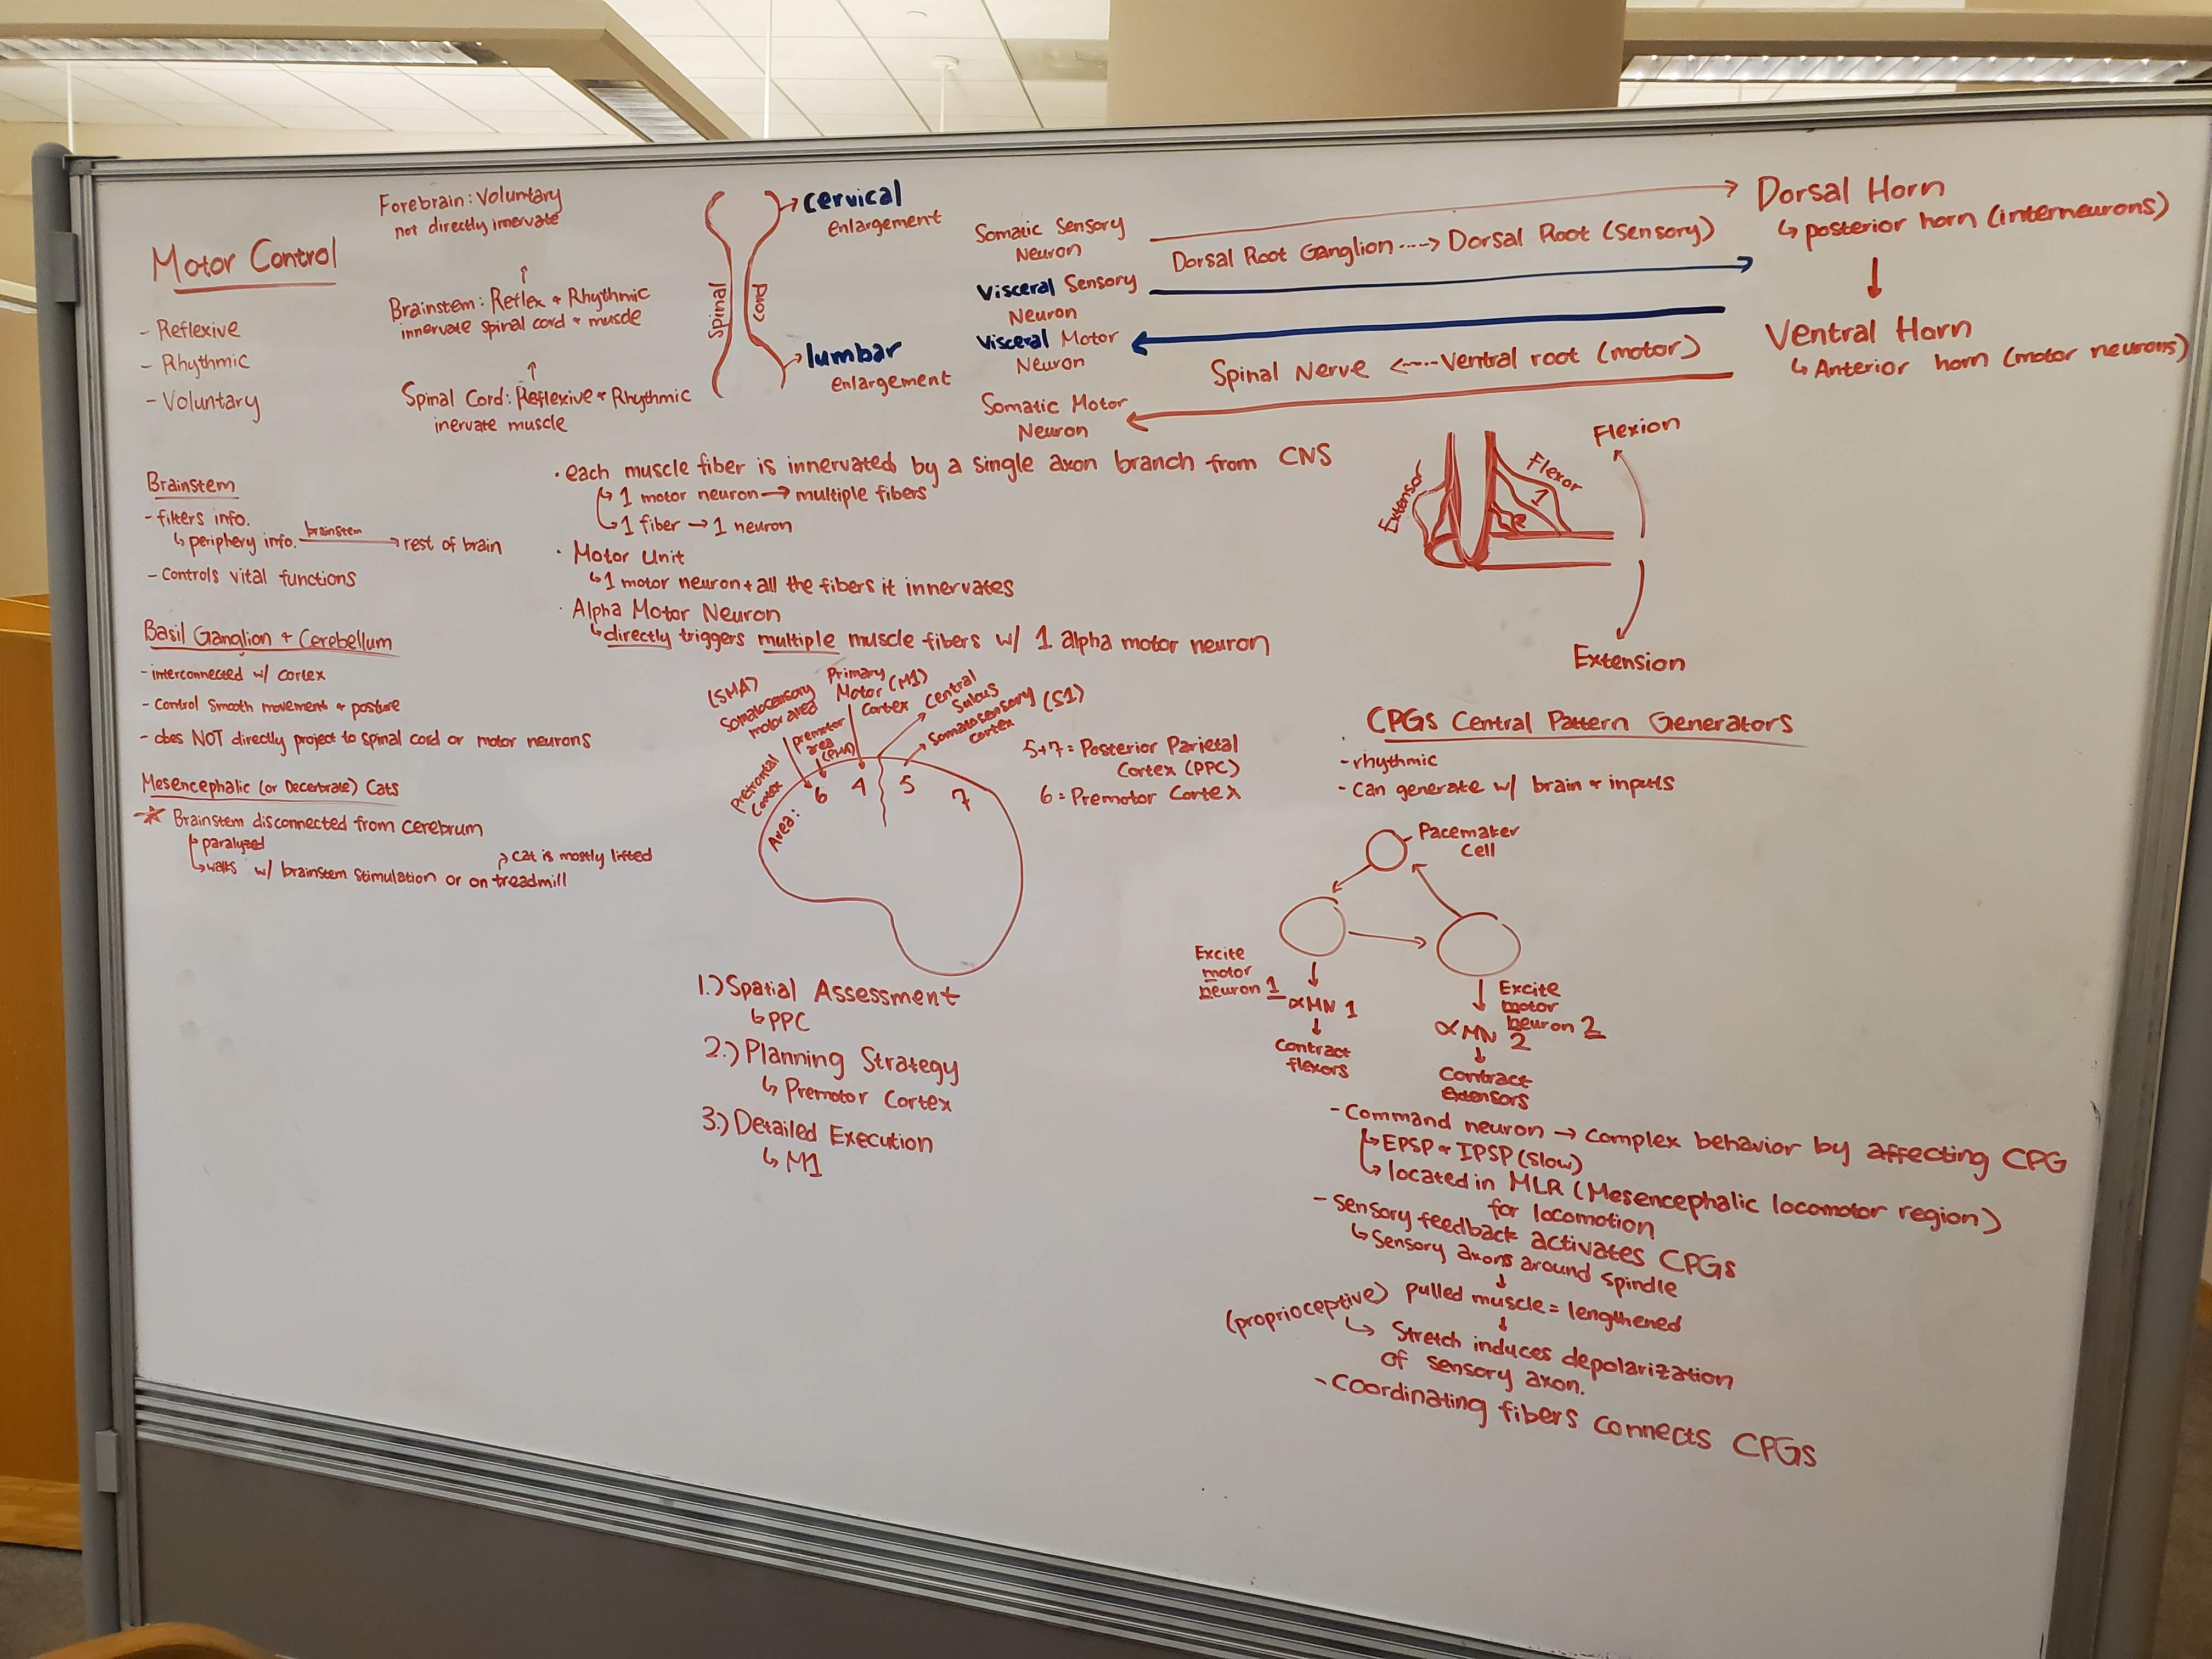 Motor Control
- Reflexive
- Rhythmic
- Voluntary
Forebrain: Voluntary
not directly innervate
↑
Brainstem: Reflex + Rhythmic
innervate spinal cord + muscle
↑
Spinal Cord: Reflexive + Rhythmic
inervate muscle
Spinal Cord
→ cervical
enlargement
→ lumbar
enlargement
Somatic Sensory
Neuron
Visceral Sensory
Neuron
Visceral Motor
Neuron
Somatic Motor
Neuron
Dorsal Root Ganglion ----> Dorsal Root (Sensory)
Spinal Nerve <---- Ventral root (motor)
Dorsal Horn
↳ posterior horn (interneurons)
↓
Ventral Horn
↳ Anterior horn (motor neurons)
Brainstem
- filters info.
↳ periphery info. brainstem → rest of brain
- Controls vital functions
Basil Ganglion + Cerebellum
- interconnected w/ cortex
- Control smooth movement + posture
- obes NOT directly project to spinal cord or motor neurons
Mesencephalic (or Decerbrate) Cats
☆ Brainstem disconnected from cerebrum
↳ paralyzed
↳ walks w/ brainstem stimulation or on treadmill
↗ cat is mostly lifted
· each muscle fiber is innervated by a single axon branch from CNS
↳ 1 motor neuron → multiple fibers
↳ 1 fiber → 1 neuron
· Motor Unit
↳ 1 motor neuron + all the fibers it innervates
· Alpha Motor Neuron
↳ directly triggers multiple muscle fibers w/ 1 alpha motor neuron
Extensor
Flexor
1
2
Flexion
Extension
Prefrontal
Cortex
(SMA)
Somatosensory
motor area
premotor
area
(PMA)
Primary
Motor (M1)
Cortex
Central
Sulcus
Somatosensory (S1)
cortex
Area: 6 4 5 7
5+7 = Posterior Parietal
Cortex (PPC)
6 = Premotor Cortex
1.) Spatial Assessment
↳ PPC
2.) Planning Strategy
↳ Premotor Cortex
3.) Detailed Execution
↳ M1
CPGs Central Pattern Generators
- rhythmic
- Can generate w/ brain + inputs
Pacemaker
Cell
Excite
motor
neuron 1
↓
αMN 1
↓
Contract
flexors
Excite
motor
neuron 2
↓
αMN 2
↓
Contract
extensors
- Command neuron → complex behavior by affecting CPG
↳ EPSP + IPSP (slow)
↳ located in MLR (Mesencephalic locomotor region)
for locomotion
- sensory feedback activates CPGs
↳ sensory axons around spindle
↓
(proprioceptive) pulled muscle = lengthened
↓
↳ Stretch induces depolarization
of sensory axon.
- Coordinating fibers connects CPGs